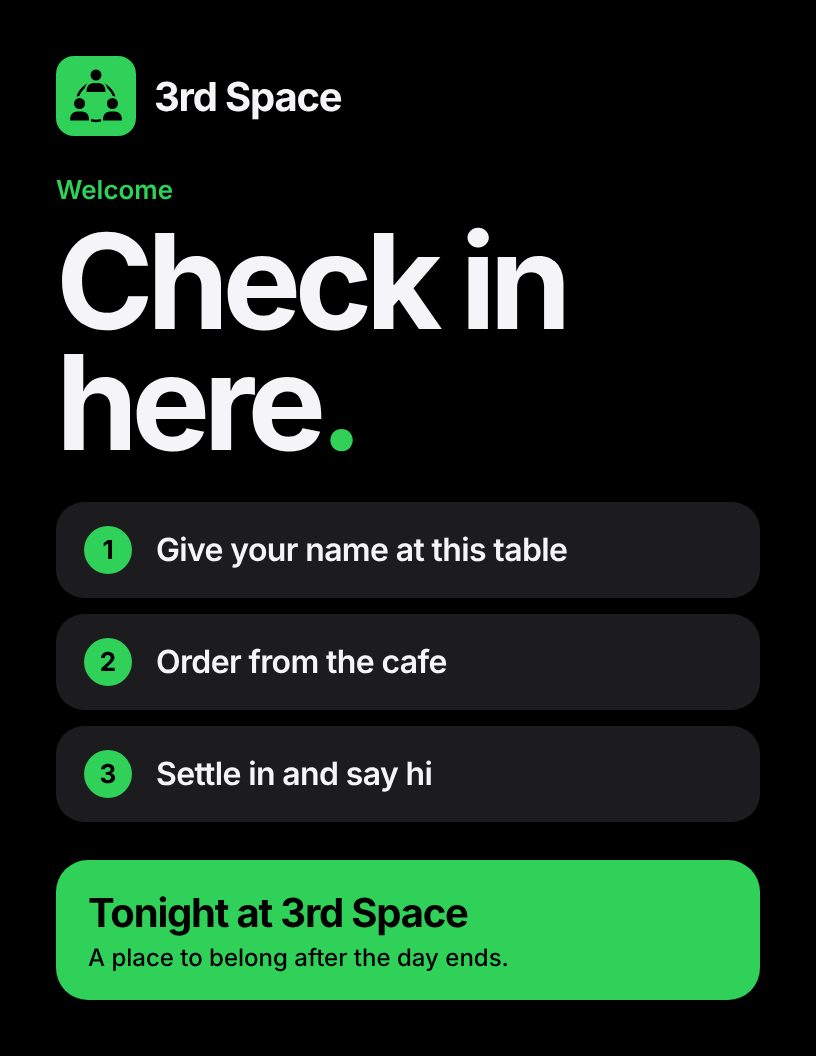 3rd Space
Welcome
Check in
here.
1 Give your name at this table
2 Order from the cafe
3 Settle in and say hi
Tonight at 3rd Space
A place to belong after the day ends.